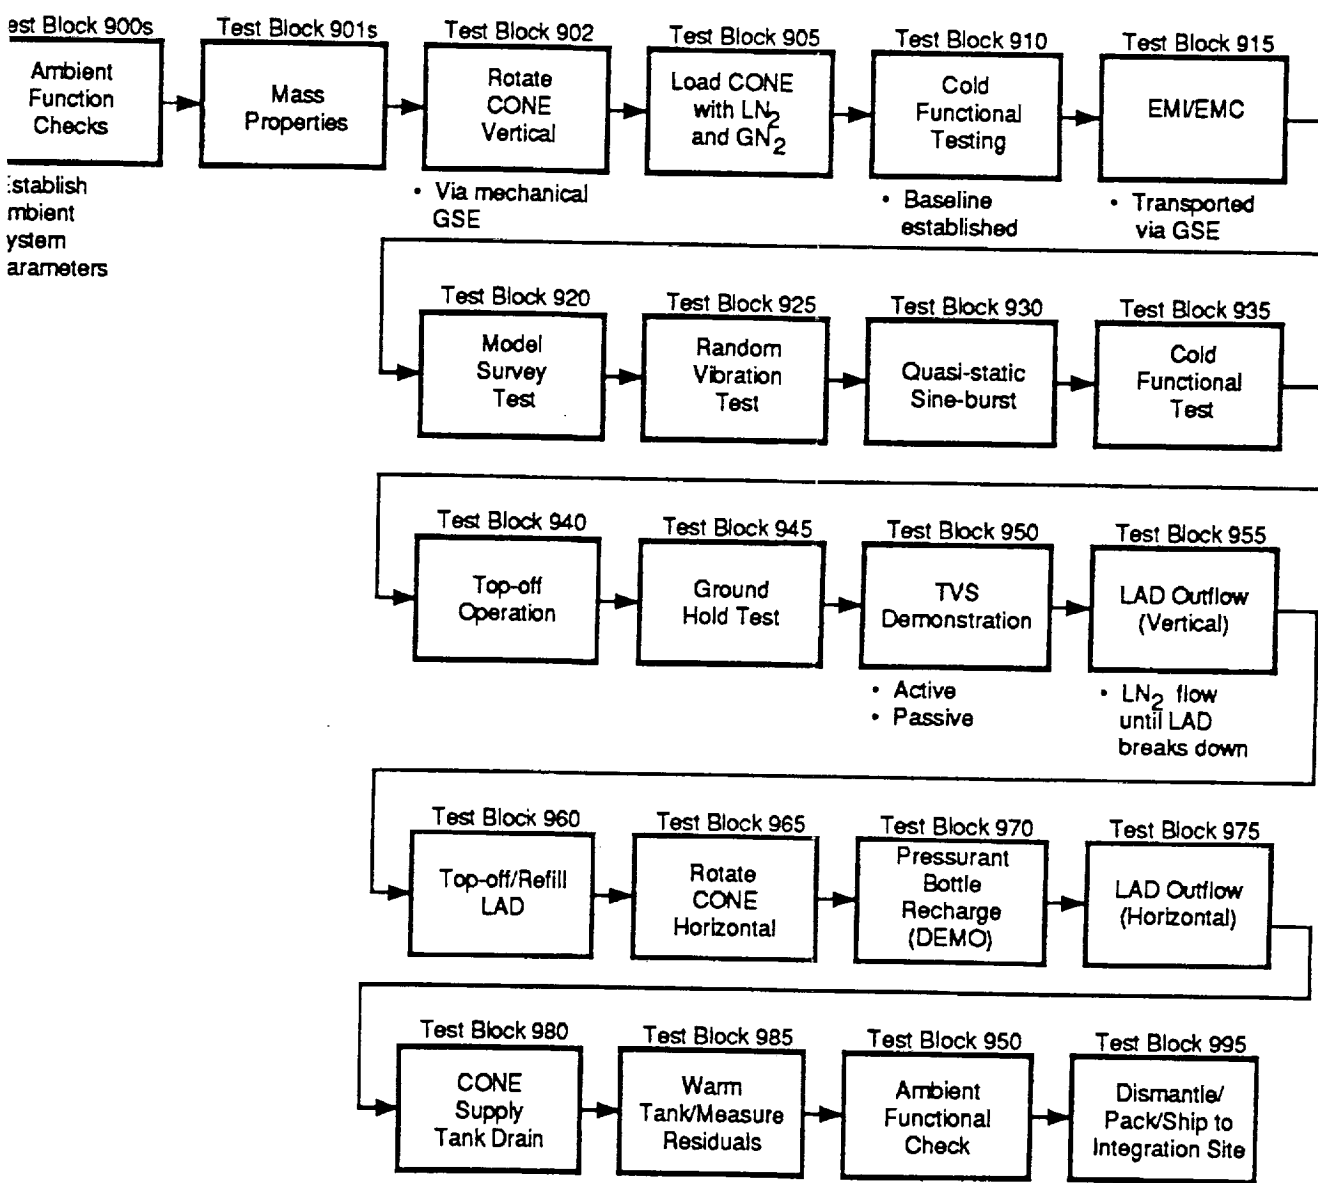 est Block 900s
Ambient
Function
Checks
stablish
mbient
ystem
arameters
Test Block 901s
Mass
Properties
Test Block 902
Rotate
CONE
Vertical
• Via mechanical
GSE
Test Block 905
Load CONE
with LN2
and GN2
Test Block 910
Cold
Functional
Testing
• Baseline
established
Test Block 915
EMI/EMC
• Transported
via GSE
Test Block 920
Model
Survey
Test
Test Block 925
Random
Vibration
Test
Test Block 930
Quasi-static
Sine-burst
Test Block 935
Cold
Functional
Test
Test Block 940
Top-off
Operation
Test Block 945
Ground
Hold Test
Test Block 950
TVS
Demonstration
• Active
• Passive
Test Block 955
LAD Outflow
(Vertical)
• LN2 flow
until LAD
breaks down
Test Block 960
Top-off/Refill
LAD
Test Block 965
Rotate
CONE
Horizontal
Test Block 970
Pressurant
Bottle
Recharge
(DEMO)
Test Block 975
LAD Outflow
(Horizontal)
Test Block 980
CONE
Supply
Tank Drain
Test Block 985
Warm
Tank/Measure
Residuals
Test Block 950
Ambient
Functional
Check
Test Block 995
Dismantle/
Pack/Ship to
Integration Site